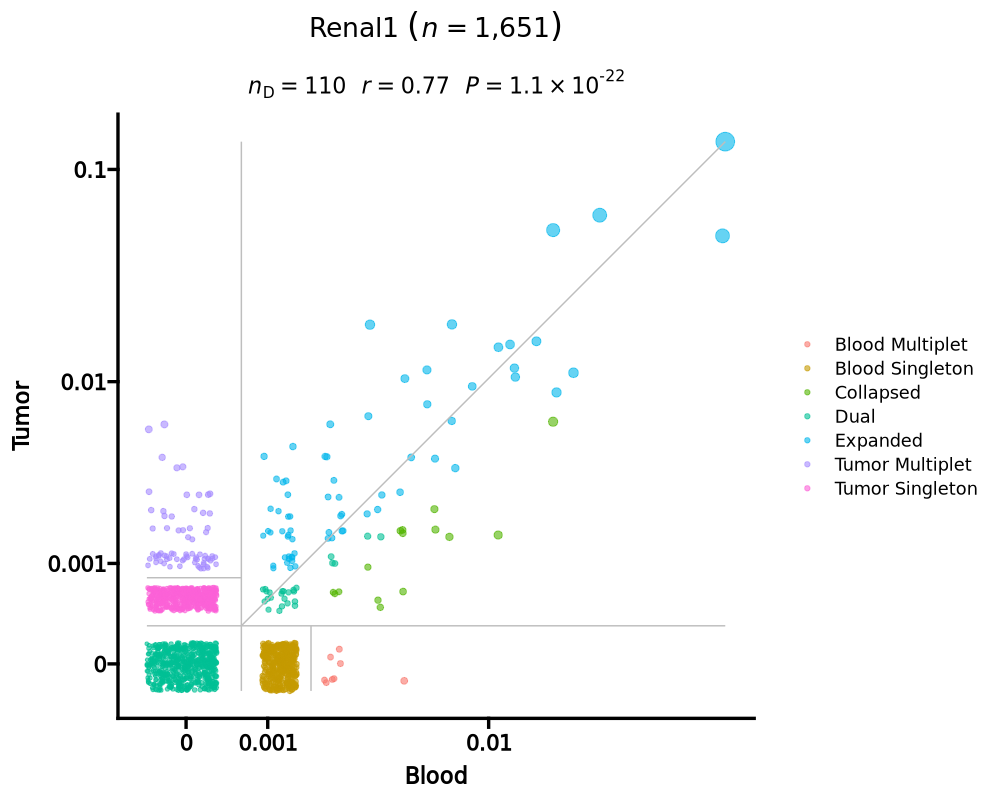 Renal1 (n = 1,651)
n_D = 110 r = 0.77 P = 1.1 × 10^-22
Tumor
0.1
0.01
0.001
0
0 0.001 0.01
Blood
Blood Multiplet
Blood Singleton
Collapsed
Dual
Expanded
Tumor Multiplet
Tumor Singleton